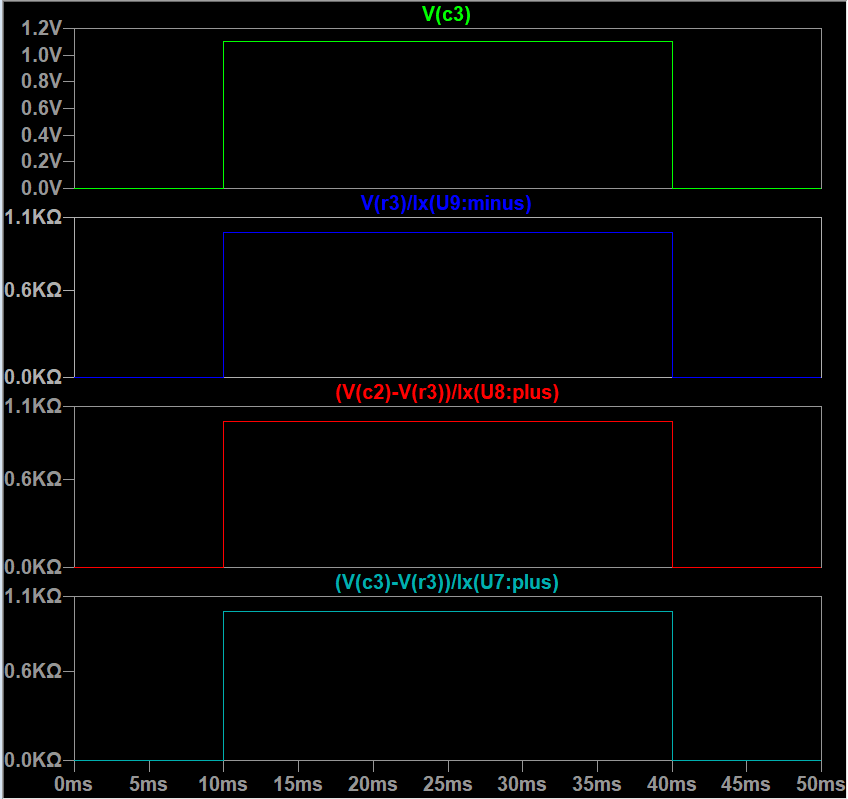 V(c3)
1.2V
1.0V
0.8V
0.6V
0.4V
0.2V
0.0V
V(r3)/Ix(U9:minus)
1.1KΩ
0.6KΩ
0.0KΩ
(V(c2)-V(r3))/Ix(U8:plus)
1.1KΩ
0.6KΩ
0.0KΩ
(V(c3)-V(r3))/Ix(U7:plus)
1.1KΩ
0.6KΩ
0.0KΩ
0ms 5ms 10ms 15ms 20ms 25ms 30ms 35ms 40ms 45ms 50ms